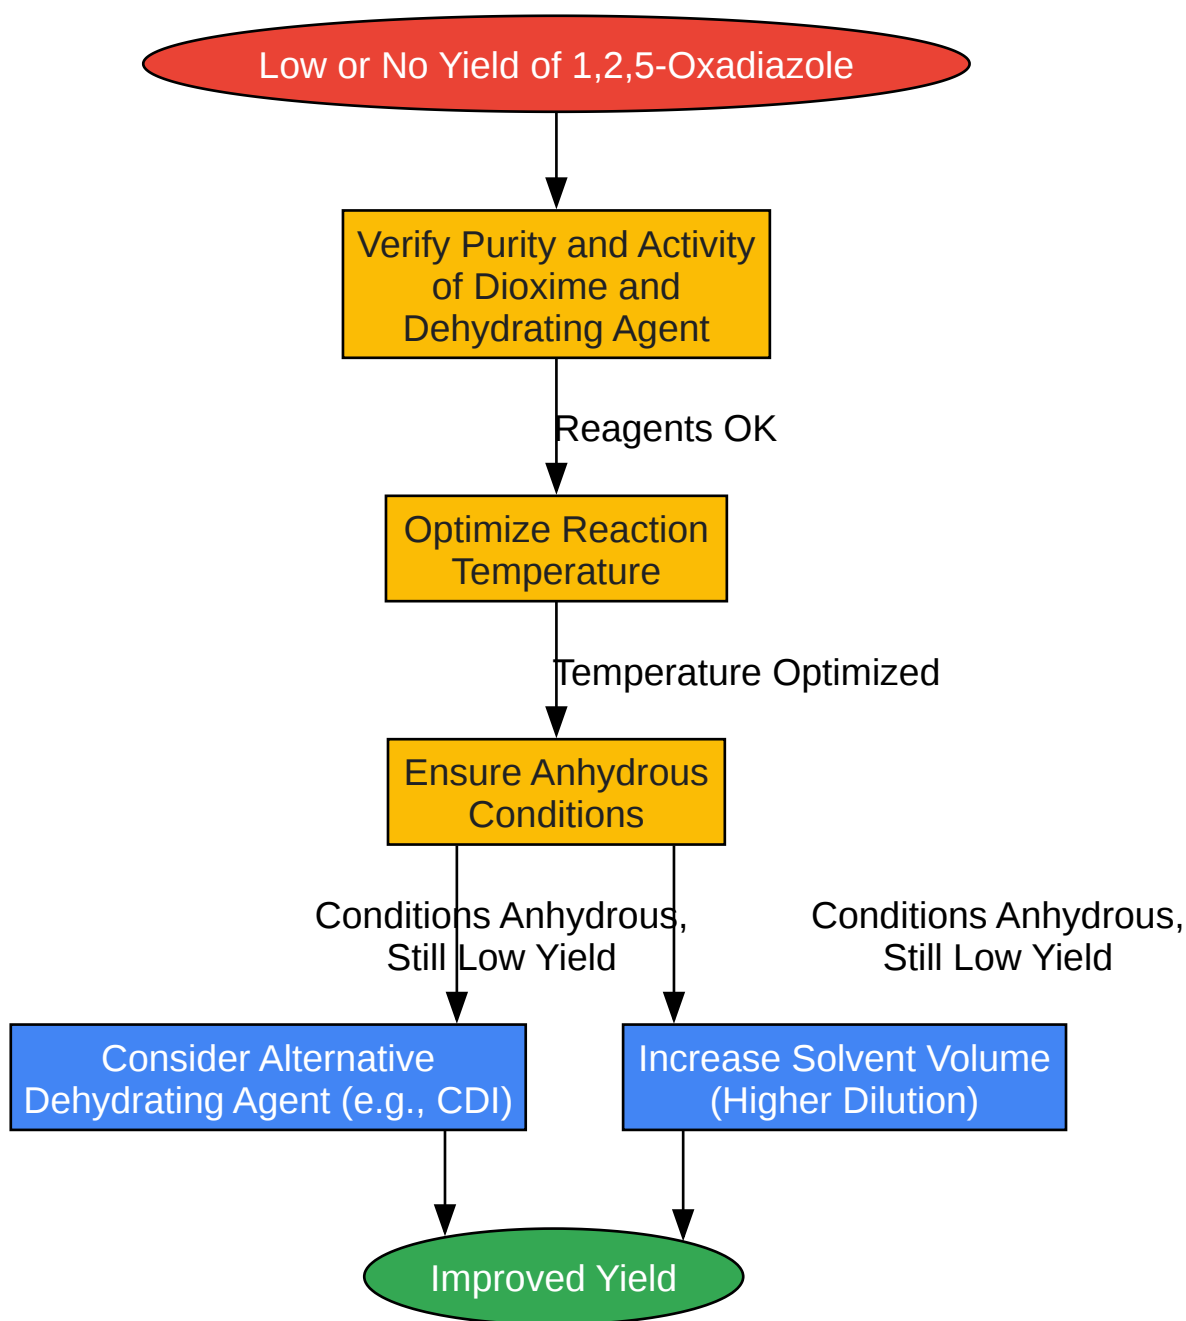 Low or No Yield of 1,2,5-Oxadiazole
Verify Purity and Activity
of Dioxime and
Dehydrating Agent
Reagents OK
Optimize Reaction
Temperature
Temperature Optimized
Ensure Anhydrous
Conditions
Conditions Anhydrous,
Still Low Yield
Conditions Anhydrous,
Still Low Yield
Consider Alternative
Dehydrating Agent (e.g., CDI)
Increase Solvent Volume
(Higher Dilution)
Improved Yield